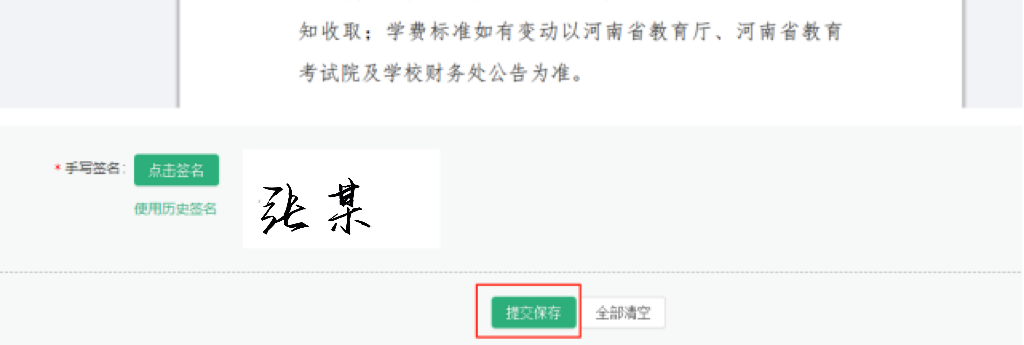 知收取；学费标准如有变动以河南省教育厅、河南省教育
考试院及学校财务处公告为准。
* 手写签名： 点击签名
使用历史签名
张某
提交保存 全部清空